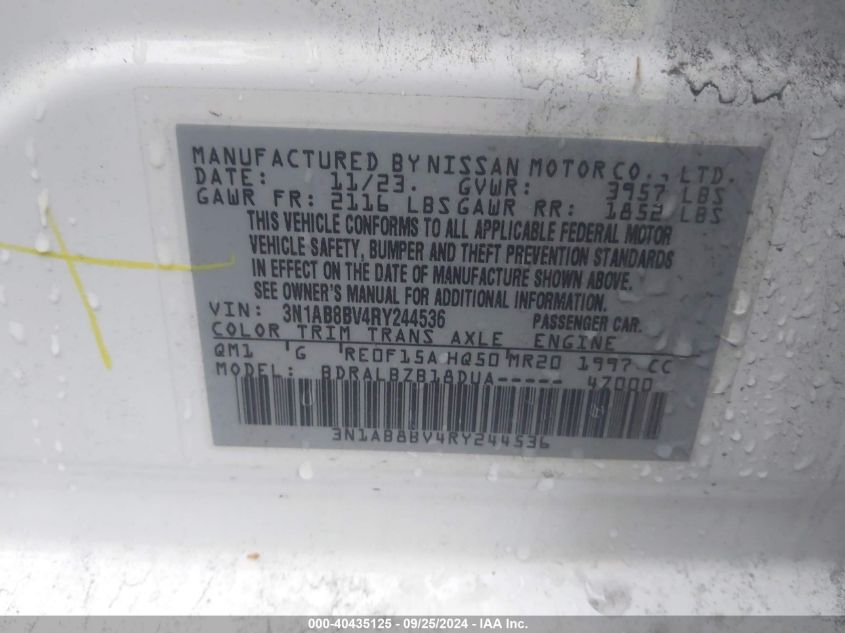 MANUFACTURED BY NISSAN MOTOR CO., LTD.
DATE: 11/23. GVWR: 3957 LBS
GAWR FR: 2116 LBS GAWR RR: 1852 LBS
THIS VEHICLE CONFORMS TO ALL APPLICABLE FEDERAL MOTOR
VEHICLE SAFETY, BUMPER AND THEFT PREVENTION STANDARDS
IN EFFECT ON THE DATE OF MANUFACTURE SHOWN ABOVE.
SEE OWNER'S MANUAL FOR ADDITIONAL INFORMATION.
VIN: 3N1AB8BV4RY244536 PASSENGER CAR.
COLOR TRIM TRANS AXLE ENGINE
QM1 G RE0F15A HQ50 MR20 1997 CC
MODEL: BDRALBZB18DUA----- 47000
3N1AB8BV4RY244536
000-40435125 - 09/25/2024 - IAA Inc.